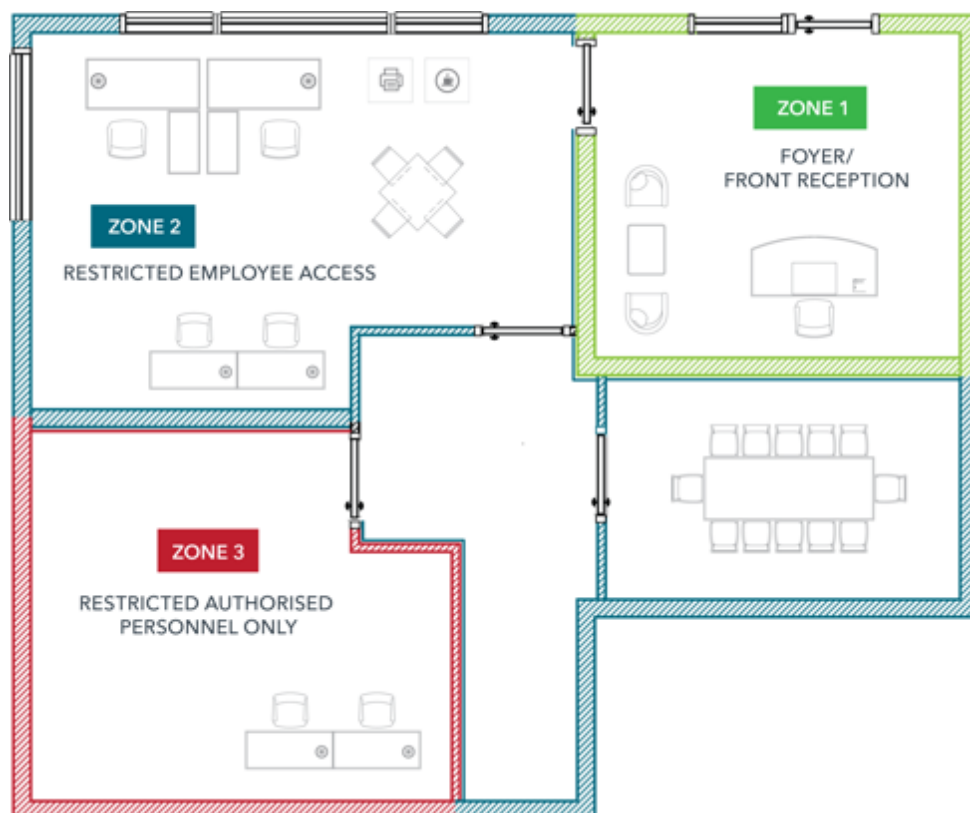 ZONE 1
FOYER/
FRONT RECEPTION
ZONE 2
RESTRICTED EMPLOYEE ACCESS
ZONE 3
RESTRICTED AUTHORISED
PERSONNEL ONLY